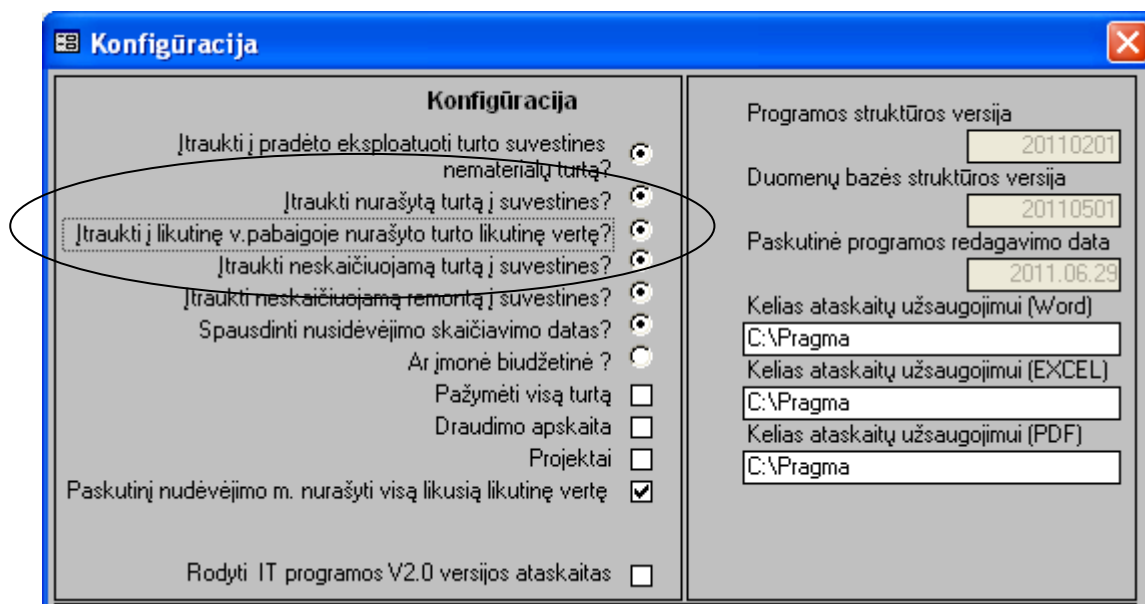 Konfigūracija
Konfigūracija
Įtraukti į pradėto eksploatuoti turto suvestines
nematerialų turtą?
Įtraukti nurašytą turtą į suvestines?
Įtraukti į likutinę v.pabaigoje nurašyto turto likutinę vertę?
Įtraukti neskaičiuojamą turtą į suvestines?
Įtraukti neskaičiuojamą remontą į suvestines?
Spausdinti nusidėvėjimo skaičiavimo datas?
Ar įmonė biudžetinė ?
Pažymėti visą turtą
Draudimo apskaita
Projektai
Paskutinį nudėvėjimo m. nurašyti visą likusią likutinę vertę
Rodyti IT programos V2.0 versijos ataskaitas
Programos struktūros versija
20110201
Duomenų bazės struktūros versija
20110501
Paskutinė programos redagavimo data
2011.06.29
Kelias ataskaitų užsaugojimui (Word)
C:\Pragma
Kelias ataskaitų užsaugojimui (EXCEL)
C:\Pragma
Kelias ataskaitų užsaugojimui (PDF)
C:\Pragma